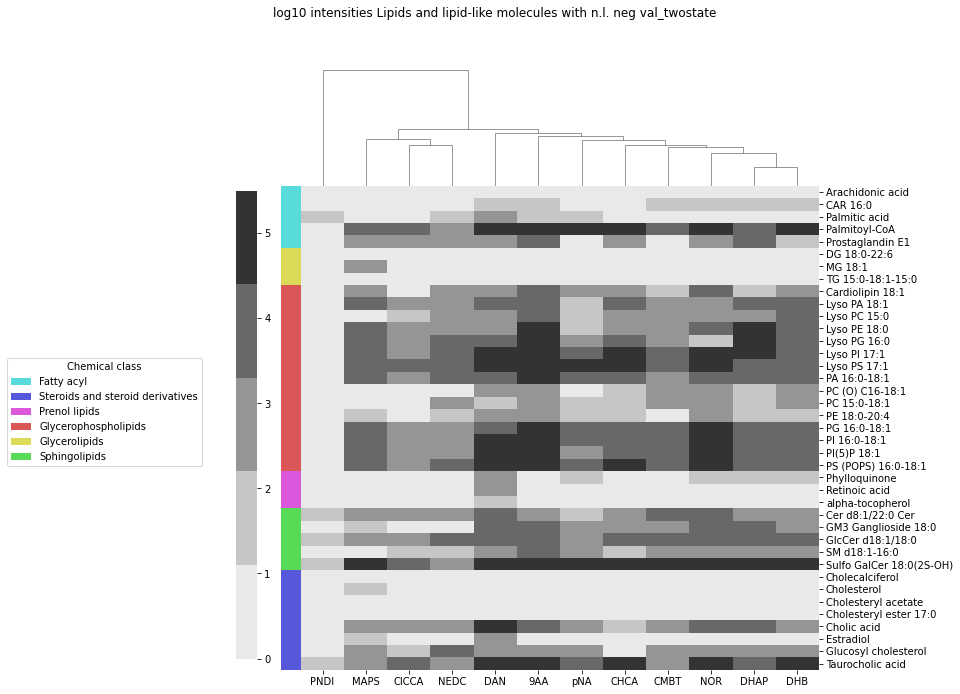 log10 intensities Lipids and lipid-like molecules with n.l. neg val_twostate
Chemical class
Fatty acyl
Steroids and steroid derivatives
Prenol lipids
Glycerophospholipids
Glycerolipids
Sphingolipids
5
4
3
2
1
0
Arachidonic acid
CAR 16:0
Palmitic acid
Palmitoyl-CoA
Prostaglandin E1
DG 18:0-22:6
MG 18:1
TG 15:0-18:1-15:0
Cardiolipin 18:1
Lyso PA 18:1
Lyso PC 15:0
Lyso PE 18:0
Lyso PG 16:0
Lyso PI 17:1
Lyso PS 17:1
PA 16:0-18:1
PC (O) C16-18:1
PC 15:0-18:1
PE 18:0-20:4
PG 16:0-18:1
PI 16:0-18:1
PI(5)P 18:1
PS (POPS) 16:0-18:1
Phylloquinone
Retinoic acid
alpha-tocopherol
Cer d8:1/22:0 Cer
GM3 Ganglioside 18:0
GlcCer d18:1/18:0
SM d18:1-16:0
Sulfo GalCer 18:0(2S-OH)
Cholecalciferol
Cholesterol
Cholesteryl acetate
Cholesteryl ester 17:0
Cholic acid
Estradiol
Glucosyl cholesterol
Taurocholic acid
PNDI MAPS CICCA NEDC DAN 9AA pNA CHCA CMBT NOR DHAP DHB